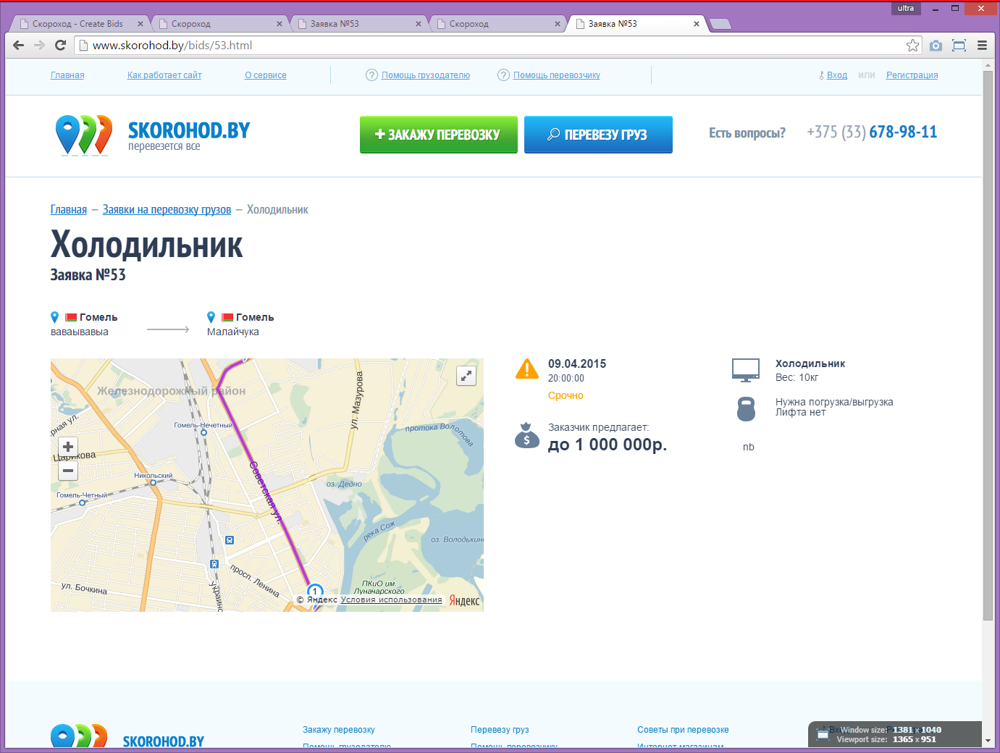 ultra
Скороход - Create Bids
Скороход
Заявка №53
Скороход
Заявка №53
www.skorohod.by/bids/53.html
Главная
Как работает сайт
О сервисе
Помощь грузодателю
Помощь перевозчику
Вход
или
Регистрация
SKOROHOD.BY
перевезется все
+ ЗАКАЖУ ПЕРЕВОЗКУ
ПЕРЕВЕЗУ ГРУЗ
Есть вопросы?
+375 (33) 678-98-11
Главная — Заявки на перевозку грузов — Холодильник
Холодильник
Заявка №53
Гомель
ваваывавыа
Гомель
Малайчука
Железнодорожный район
ул. Мазурова
Гомель-Нечетный
протока Волотова
Царикова
Никольский
Гомель-Четный
Советская ул.
оз. Дедно
река Сож
оз. Володькино
просп. Ленина
ул. Бочкина
ПКиО им.
Луначарского
1
© Яндекс Условия использования
Яндекс
09.04.2015
20:00:00
Срочно
Заказчик предлагает:
до 1 000 000р.
Холодильник
Вес: 10кг
Нужна погрузка/выгрузка
Лифта нет
nb
SKOROHOD.BY
Закажу перевозку
Помощь грузодателю
Перевезу груз
Помощь перевозчику
Советы при перевозке
Интернет магазинам
Window size: 1381 x 1040
Viewport size: 1365 x 951